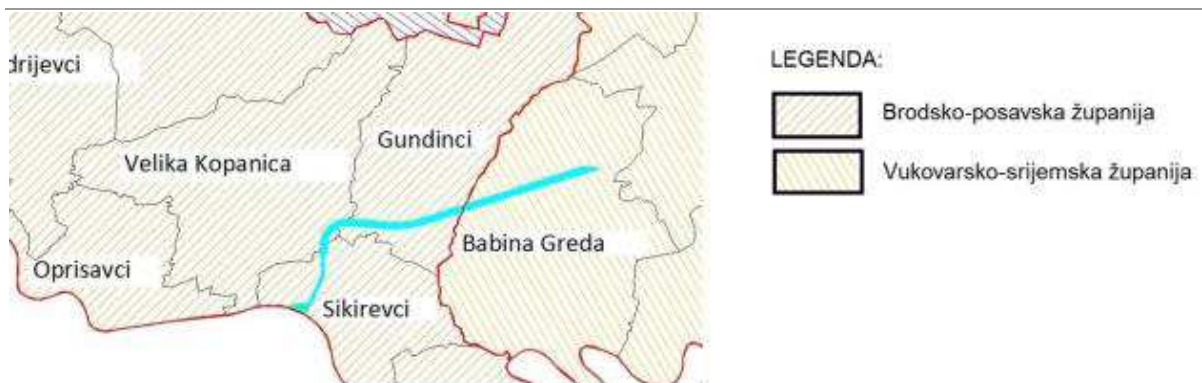 drijevci
Velika Kopanica
Gundinci
Babina Greda
Oprisavci
Sikirevci
LEGENDA:
Brodsko-posavska županija
Vukovarsko-srijemska županija